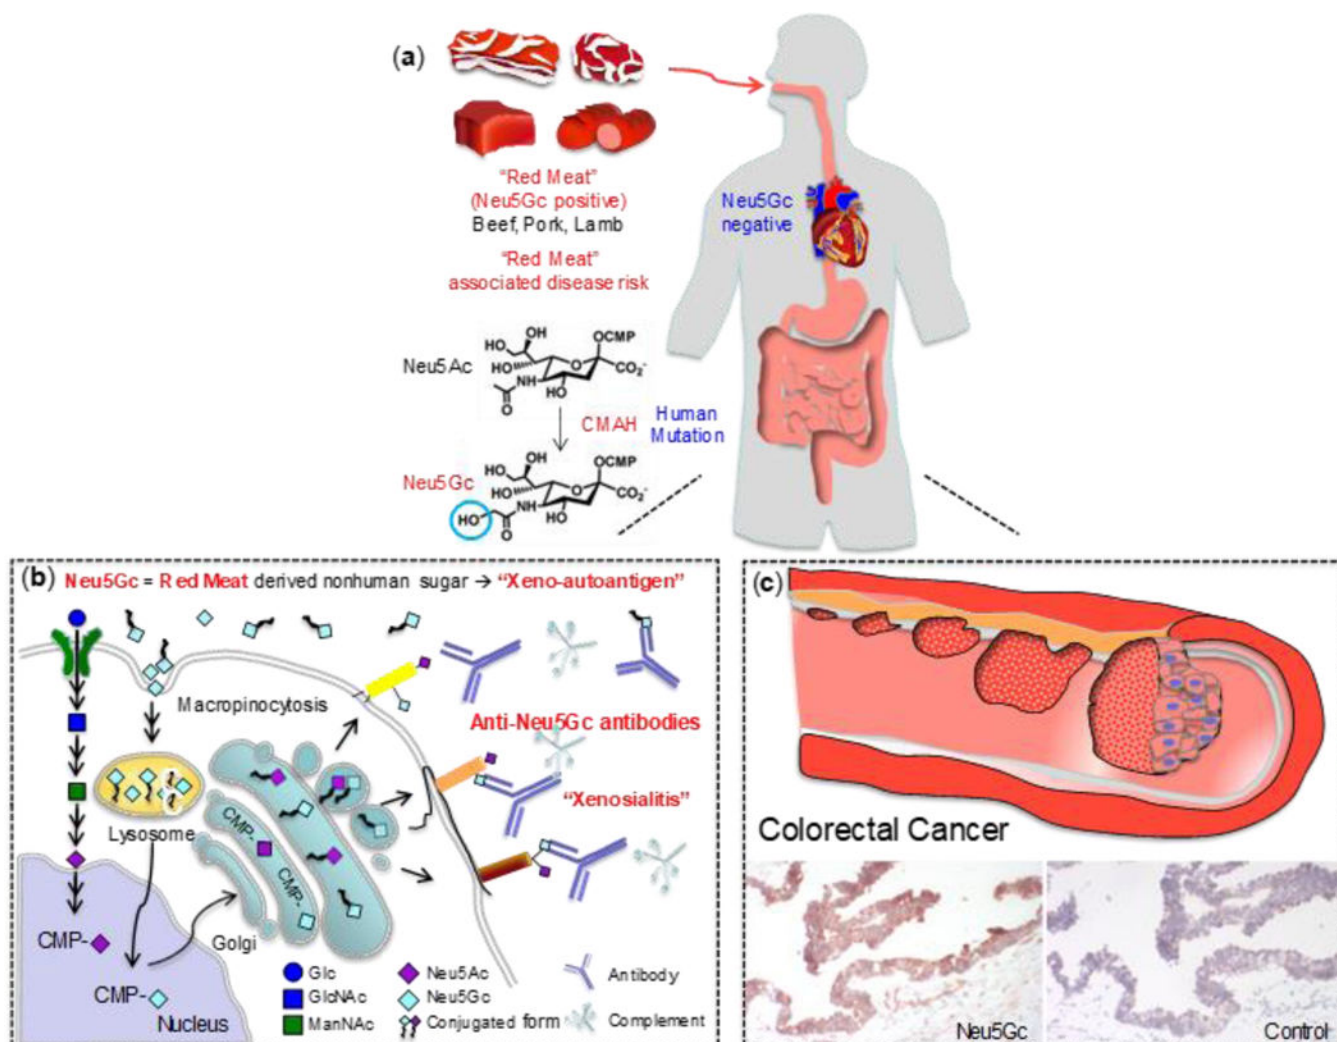 (a)
"Red Meat"
(Neu5Gc positive)
Beef, Pork, Lamb
"Red Meat"
associated disease risk
Neu5Gc
negative
Neu5Ac
OH
HO
OCMP
HO
CO₂⁻
NH
HO
O
O
CMAH
Human
Mutation
Neu5Gc
OH
HO
OCMP
HO
CO₂⁻
HO
NH
HO
O
O
(b) Neu5Gc = Red Meat derived nonhuman sugar → "Xeno-autoantigen"
Macropinocytosis
Anti-Neu5Gc antibodies
"Xenosialitis"
Lysosome
CMP-
CMP-
Golgi
CMP-
CMP-
Nucleus
Glc
GlcNAc
ManNAc
Neu5Ac
Neu5Gc
Conjugated form
Antibody
Complement
(c)
Colorectal Cancer
Neu5Gc
Control